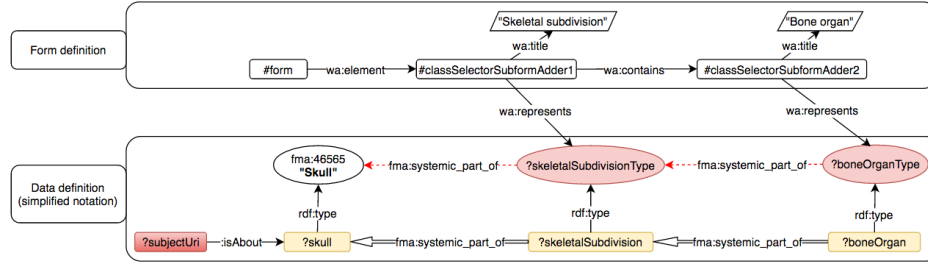 "Skeletal subdivision"
"Bone organ"
Form definition
wa:title
wa:title
#form
wa:element
#classSelectorSubformAdder1
wa:contains
#classSelectorSubformAdder2
wa:represents
wa:represents
Data definition
(simplified notation)
fma:46565
"Skull"
fma:systemic_part_of
?skeletalSubdivisionType
fma:systemic_part_of
?boneOrganType
rdf:type
rdf:type
rdf:type
?subjectUri
:isAbout
?skull
fma:systemic_part_of
?skeletalSubdivision
fma:systemic_part_of
?boneOrgan